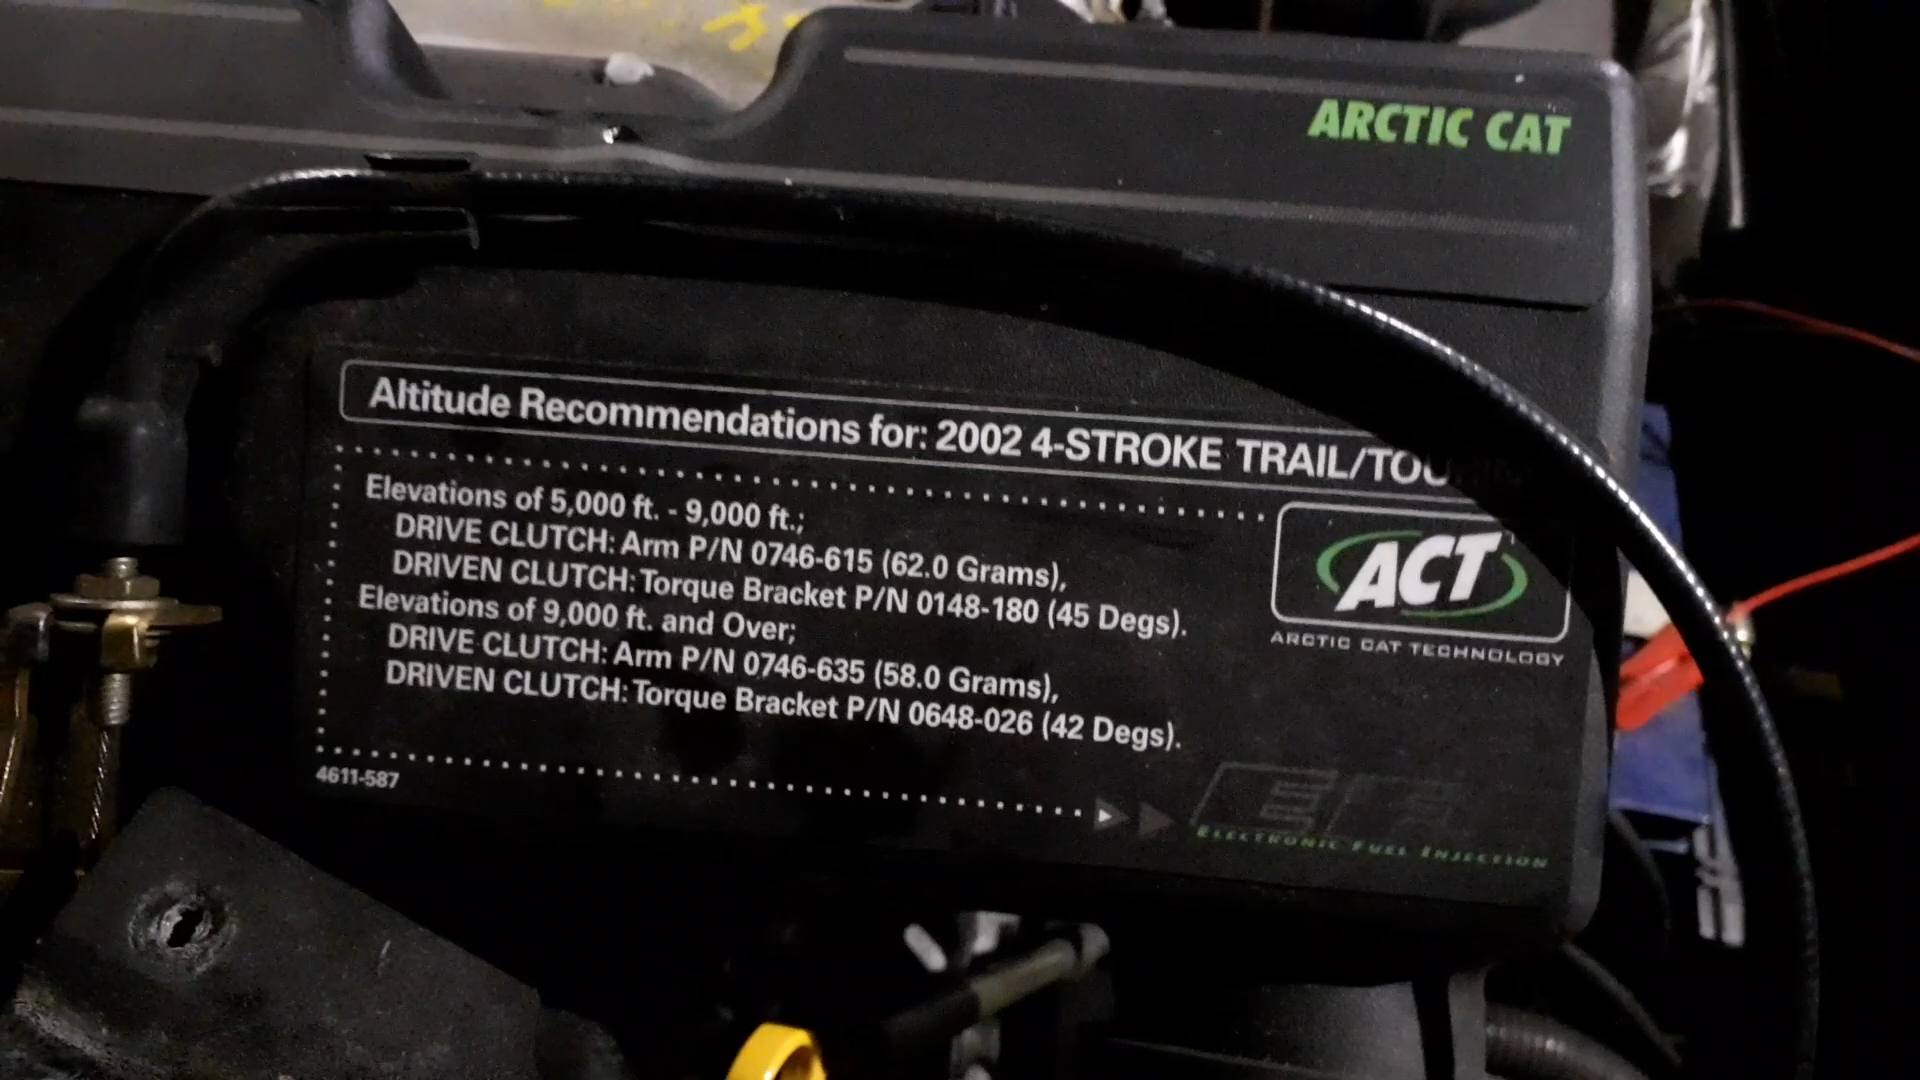 ARCTIC CAT
Altitude Recommendations for: 2002 4-STROKE TRAIL/TOURING
Elevations of 5,000 ft. - 9,000 ft.;
DRIVE CLUTCH: Arm P/N 0746-615 (62.0 Grams),
DRIVEN CLUTCH: Torque Bracket P/N 0148-180 (45 Degs).
Elevations of 9,000 ft. and Over;
DRIVE CLUTCH: Arm P/N 0746-635 (58.0 Grams),
DRIVEN CLUTCH: Torque Bracket P/N 0648-026 (42 Degs).
ACT
ARCTIC CAT TECHNOLOGY
4611-587
EFI
ELECTRONIC FUEL INJECTION